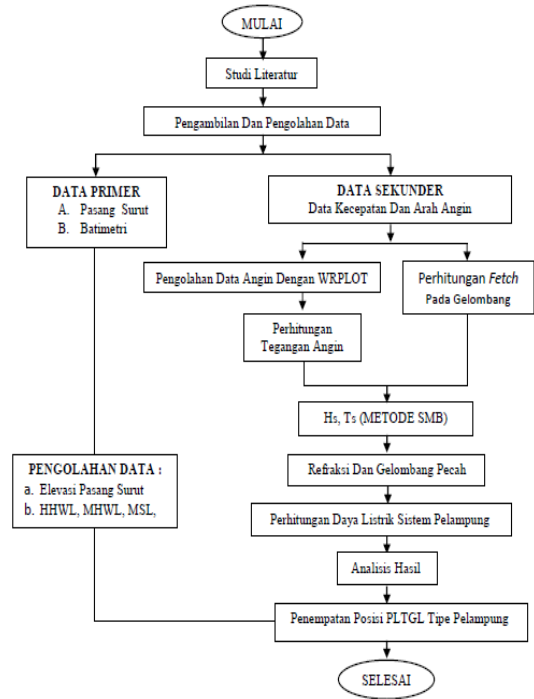 MULAI
Studi Literatur
Pengambilan Dan Pengolahan Data
DATA PRIMER
A. Pasang Surut
B. Batimetri
DATA SEKUNDER
Data Kecepatan Dan Arah Angin
Pengolahan Data Angin Dengan WRPLOT
Perhitungan Fetch
Pada Gelombang
Perhitungan
Tegangan Angin
Hs, Ts (METODE SMB)
Refraksi Dan Gelombang Pecah
PENGOLAHAN DATA :
a. Elevasi Pasang Surut
b. HHWL, MHWL, MSL,
Perhitungan Daya Listrik Sistem Pelampung
Analisis Hasil
Penempatan Posisi PLTGL Tipe Pelampung
SELESAI